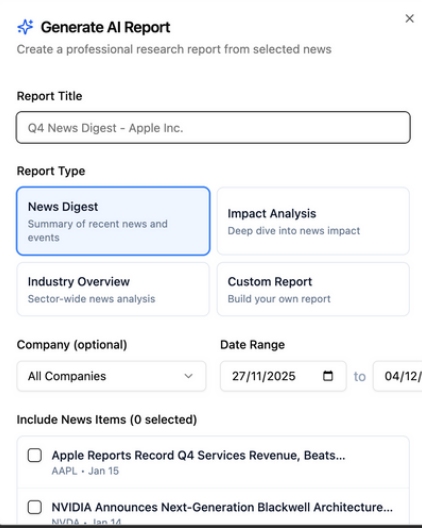 Generate AI Report
Create a professional research report from selected news
Report Title
Q4 News Digest - Apple Inc.
Report Type
News Digest
Summary of recent news and
events
Impact Analysis
Deep dive into news impact
Industry Overview
Sector-wide news analysis
Custom Report
Build your own report
Company (optional)
Date Range
All Companies
27/11/2025
to
04/12/
Include News Items (0 selected)
Apple Reports Record Q4 Services Revenue, Beats...
AAPL • Jan 15
NVIDIA Announces Next-Generation Blackwell Architecture...
NVDA • Jan 14